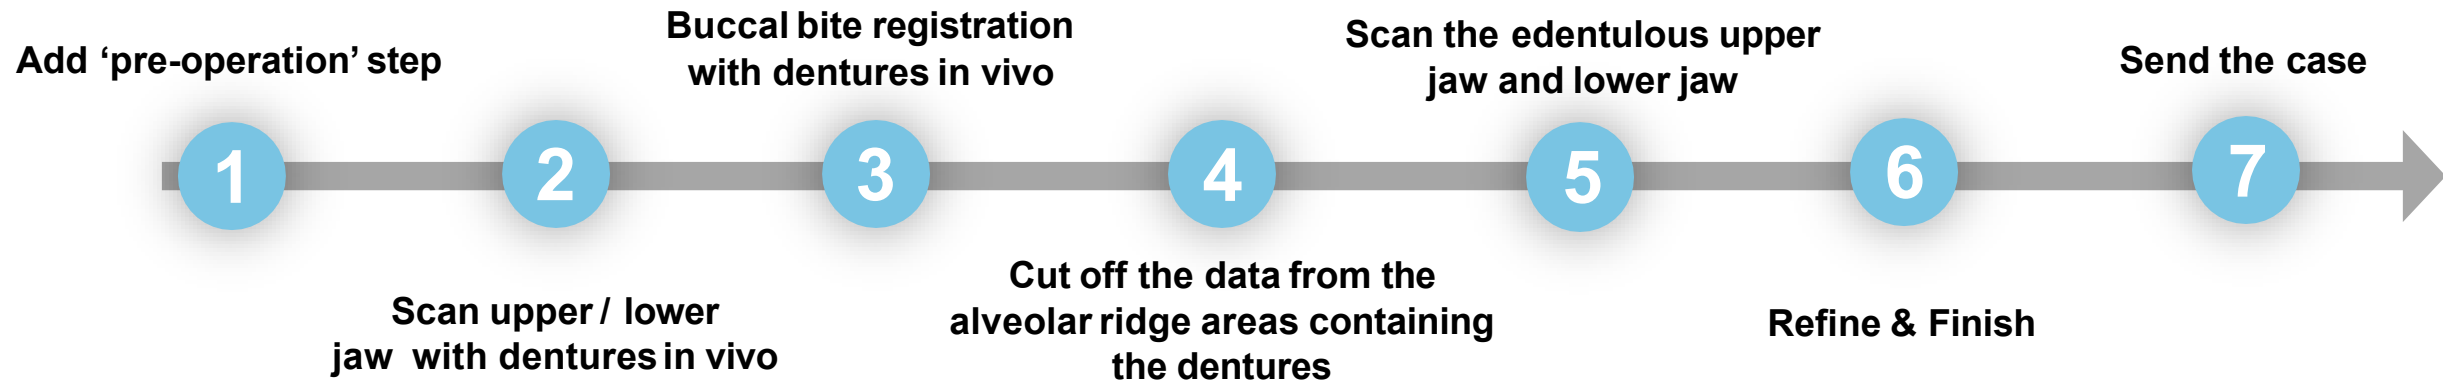 Add ‘pre-operation’ step
1
Scan upper / lower
jaw with dentures in vivo
2
Buccal bite registration
with dentures in vivo
3
Cut off the data from the
alveolar ridge areas containing
the dentures
4
Scan the edentulous upper
jaw and lower jaw
5
Refine & Finish
6
Send the case
7